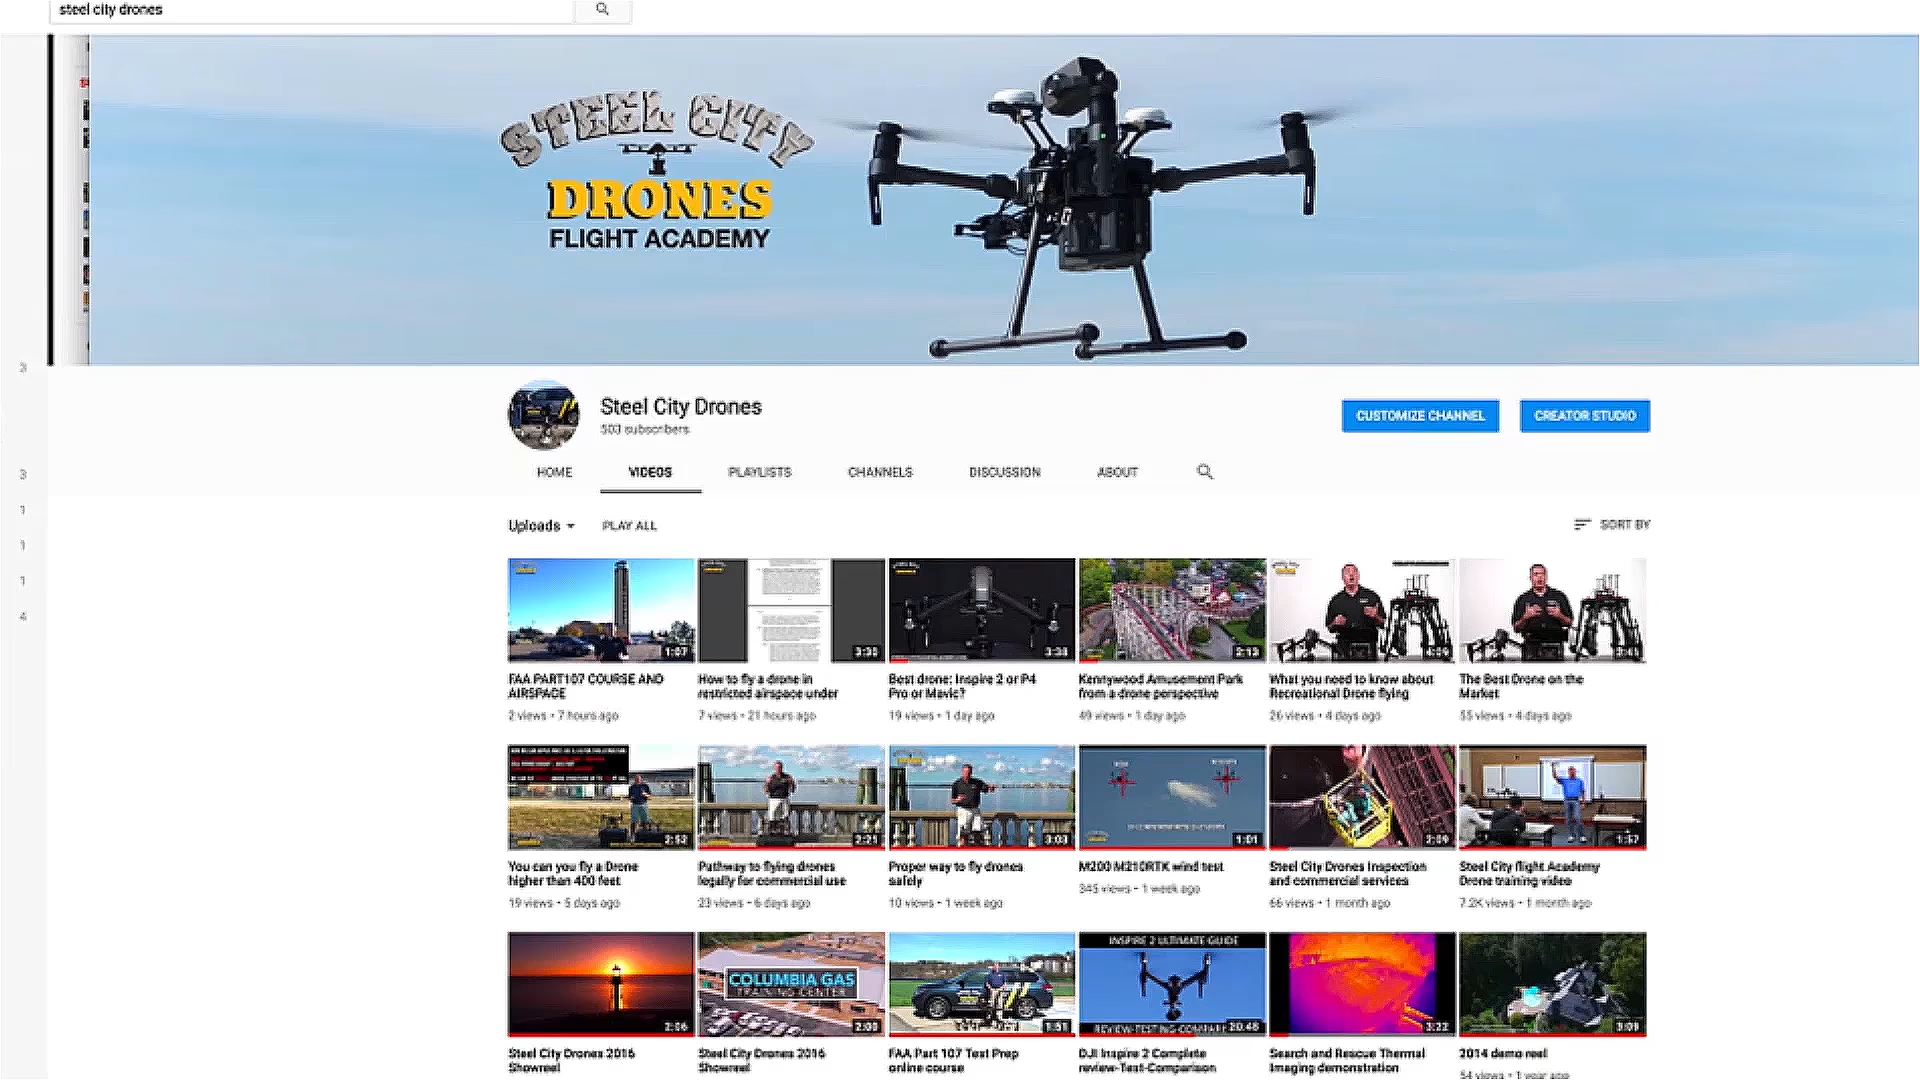 steel city drones
STEEL CITY
DRONES
FLIGHT ACADEMY
Steel City Drones
503 subscribers
CUSTOMIZE CHANNEL
CREATOR STUDIO
HOME
VIDEOS
PLAYLISTS
CHANNELS
DISCUSSION
ABOUT
Uploads
PLAY ALL
SORT BY
1:07
3:30
3:38
2:13
FAA PART107 COURSE AND
AIRSPACE
2 views • 7 hours ago
How to fly a drone in
restricted airspace under
7 views • 21 hours ago
Best drone: Inspire 2 or P4
Pro or Mavic?
19 views • 1 day ago
Kennywood Amusement Park
from a drone perspective
49 views • 1 day ago
What you need to know about
Recreational Drone flying
26 views • 4 days ago
The Best Drone on the
Market
55 views • 4 days ago
2:52
2:21
3:03
1:01
2:59
1:57
You can you fly a Drone
higher than 400 feet
19 views • 5 days ago
Pathway to flying drones
legally for commercial use
23 views • 6 days ago
Proper way to fly drones
safely
10 views • 1 week ago
M200 M210RTK wind test
345 views • 1 week ago
Steel City Drones Inspection
and commercial services
66 views • 1 month ago
Steel City flight Academy
Drone training video
7.2K views • 1 month ago
2:06
COLUMBIA GAS
TRAINING CENTER
2:00
1:51
INSPIRE 2 ULTIMATE GUIDE
REVIEW-TESTING-COMPARE
20:48
3:22
3:09
Steel City Drones 2016
Showreel
Steel City Drones 2016
Showreel
FAA Part 107 Test Prep
online course
DJI Inspire 2 Complete
review-Test-Comparison
Search and Rescue Thermal
Imaging demonstration
2014 demo reel
54 views • 1 year ago